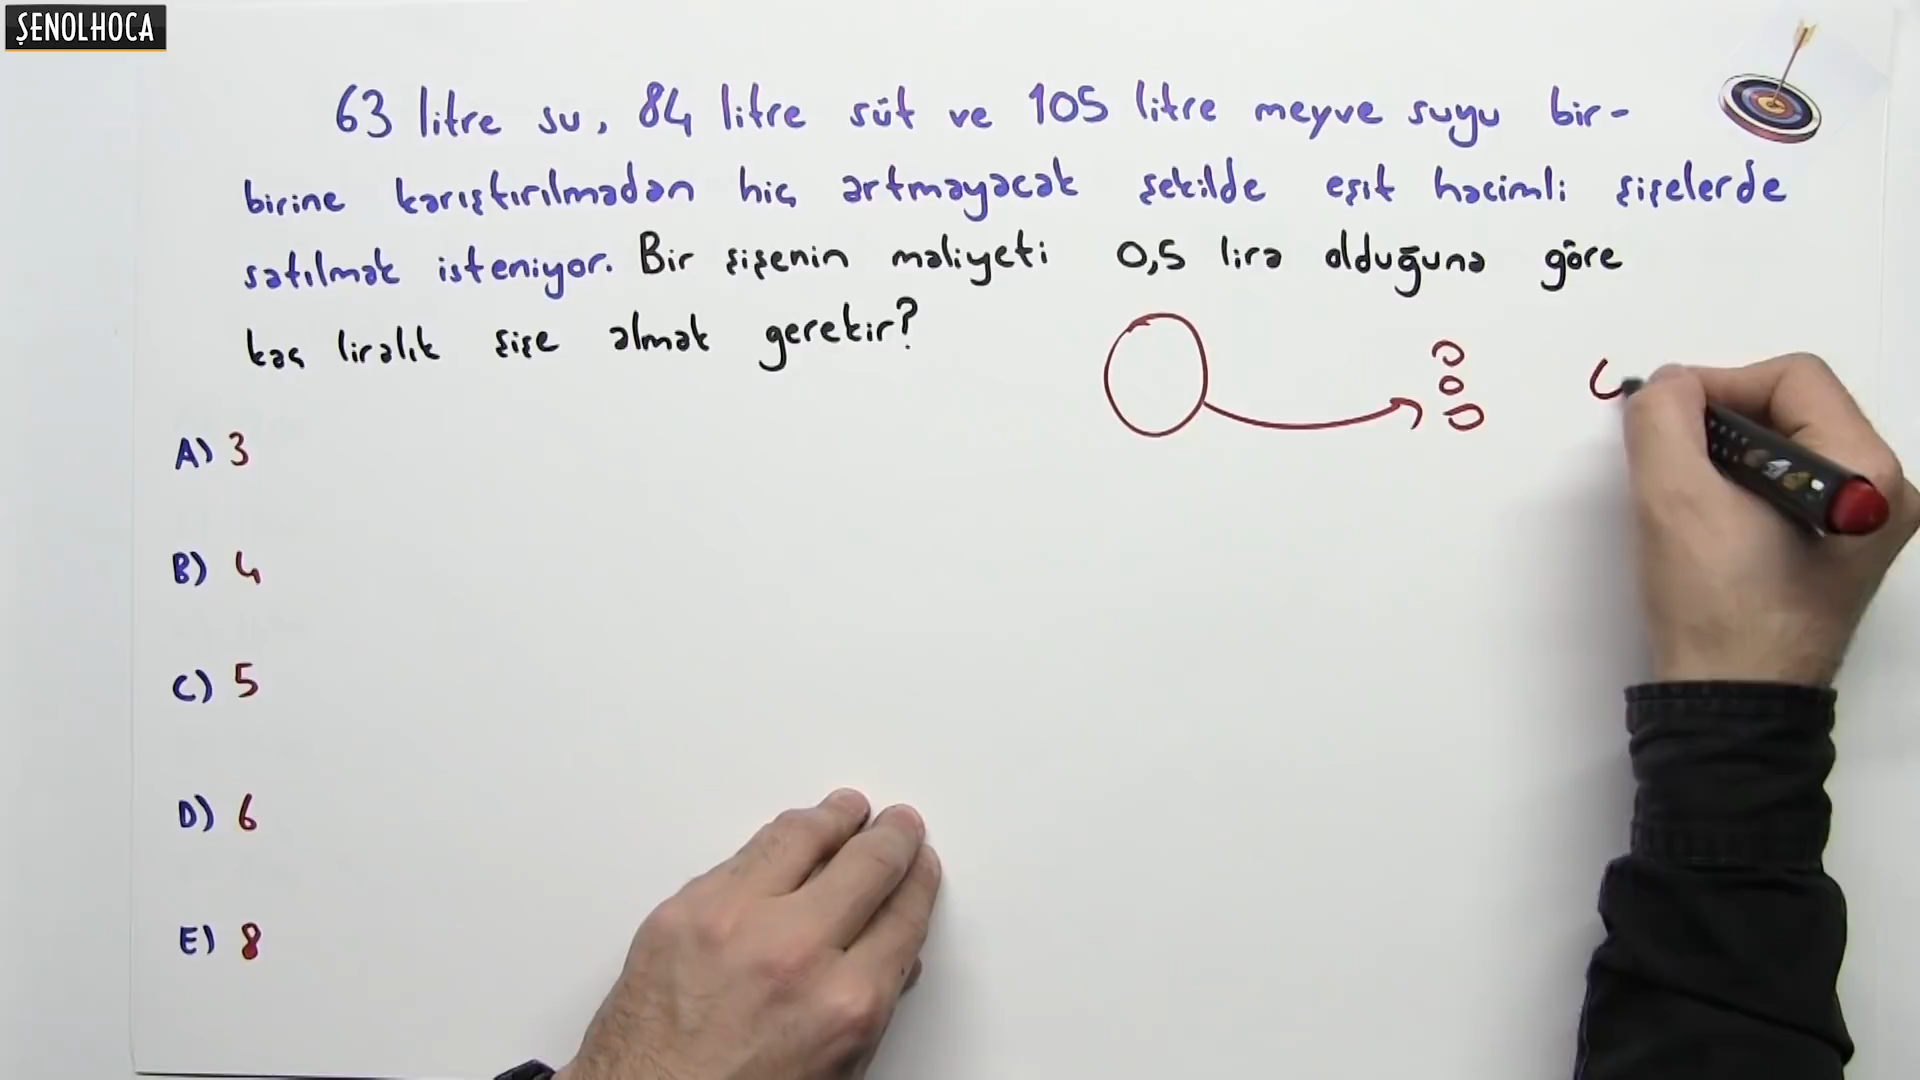 ŞENOLHOCA
63 litre su, 84 litre süt ve 105 litre meyve suyu bir-
birine karıştırılmadan hiç artmayacak şekilde eşit hacimli şişelerde
satılmak isteniyor. Bir şişenin maliyeti 0,5 lira olduğuna göre
kaç liralık şişe almak gerekir?
A) 3
B) 4
C) 5
D) 6
E) 8